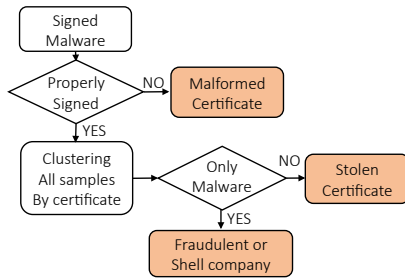 Signed
Malware
Properly
Signed
NO
Malformed
Certificate
YES
Clustering
All samples
By certificate
Only
Malware
NO
Stolen
Certificate
YES
Fraudulent or
Shell company